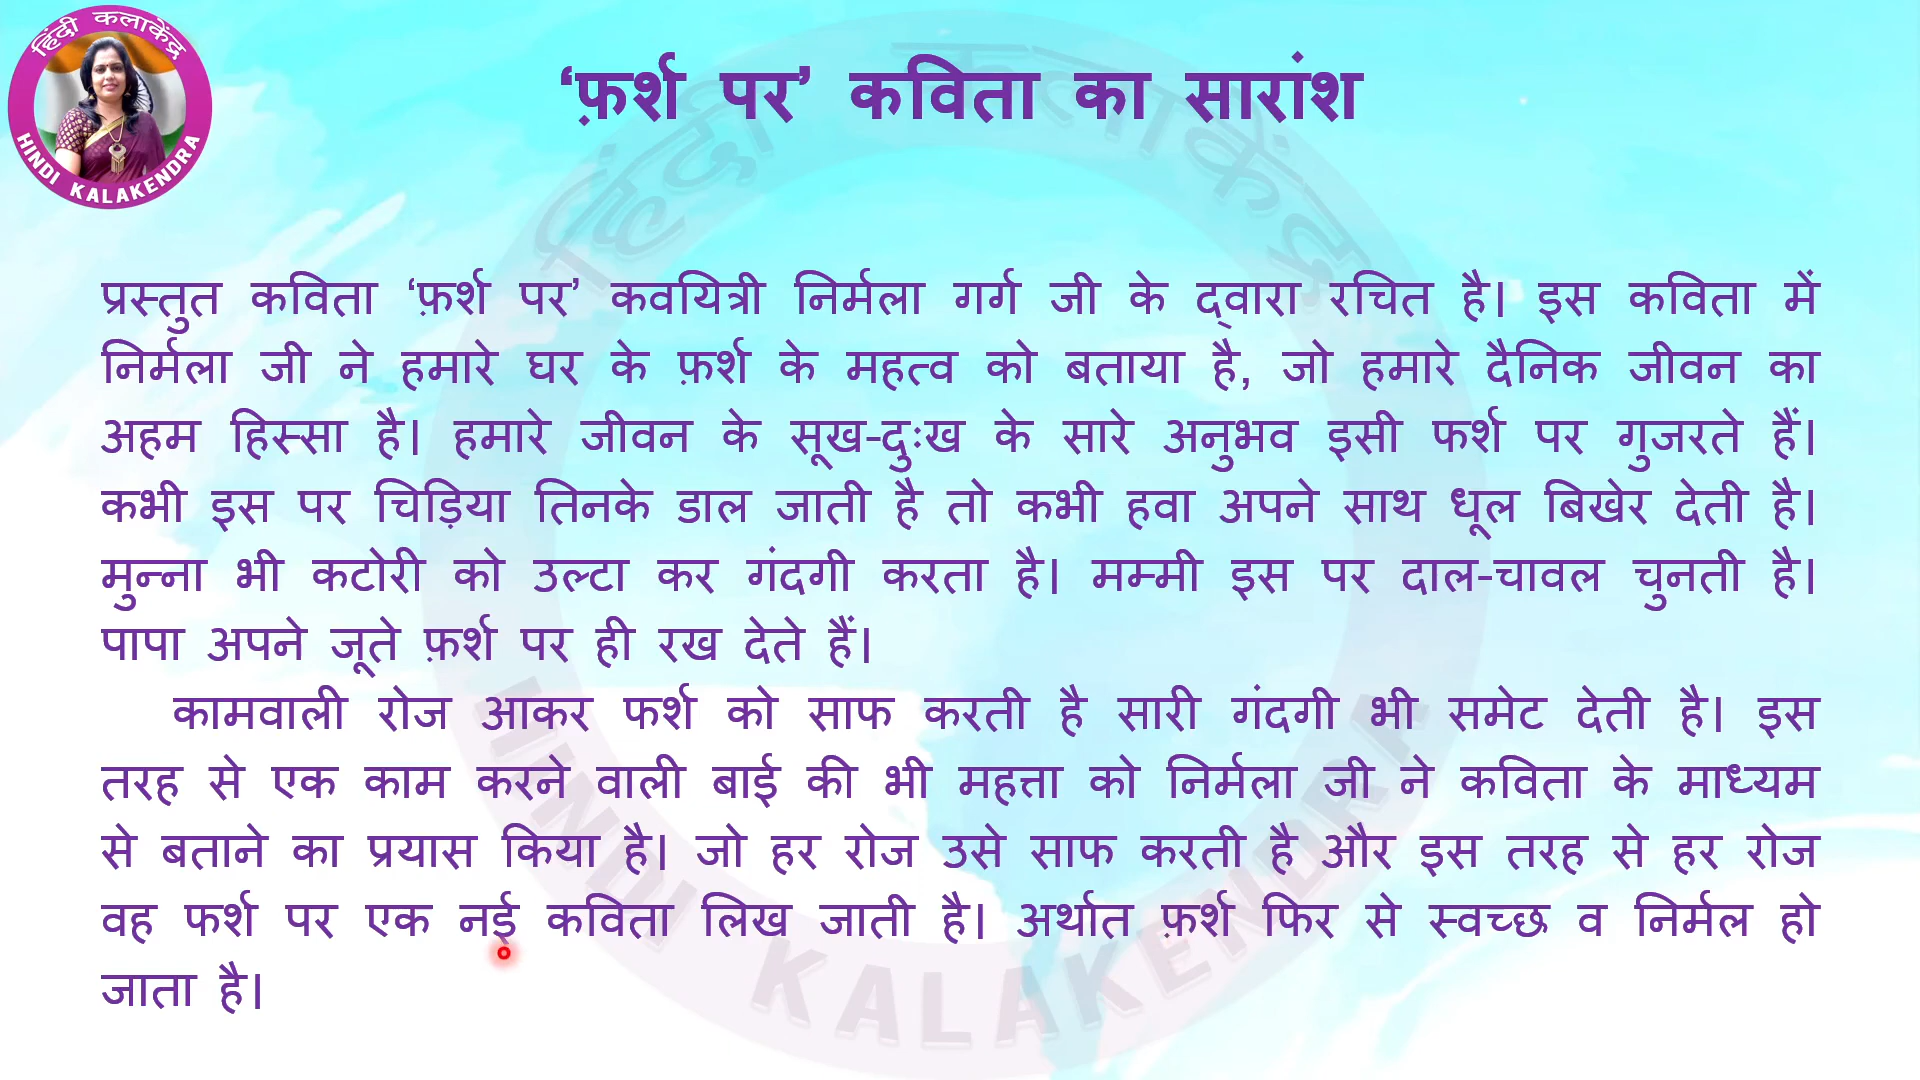 हिंदी कलाकेंद्र
HINDI KALAKENDRA
‘फ़र्श पर’ कविता का सारांश
प्रस्तुत कविता ‘फ़र्श पर’ कवयित्री निर्मला गर्ग जी के द्‌वारा रचित है। इस कविता में
निर्मला जी ने हमारे घर के फ़र्श के महत्व को बताया है, जो हमारे दैनिक जीवन का
अहम हिस्सा है। हमारे जीवन के सूख-दुःख के सारे अनुभव इसी फर्श पर गुजरते हैं।
कभी इस पर चिड़िया तिनके डाल जाती है तो कभी हवा अपने साथ धूल बिखेर देती है।
मुन्ना भी कटोरी को उल्टा कर गंदगी करता है। मम्मी इस पर दाल-चावल चुनती है।
पापा अपने जूते फ़र्श पर ही रख देते हैं।
कामवाली रोज आकर फर्श को साफ करती है सारी गंदगी भी समेट देती है। इस
तरह से एक काम करने वाली बाई की भी महत्ता को निर्मला जी ने कविता के माध्यम
से बताने का प्रयास किया है। जो हर रोज उसे साफ करती है और इस तरह से हर रोज
वह फर्श पर एक नई कविता लिख जाती है। अर्थात फ़र्श फिर से स्वच्छ व निर्मल हो
जाता है।
हिंदी कलाकेंद्र
HINDI KALAKENDRA